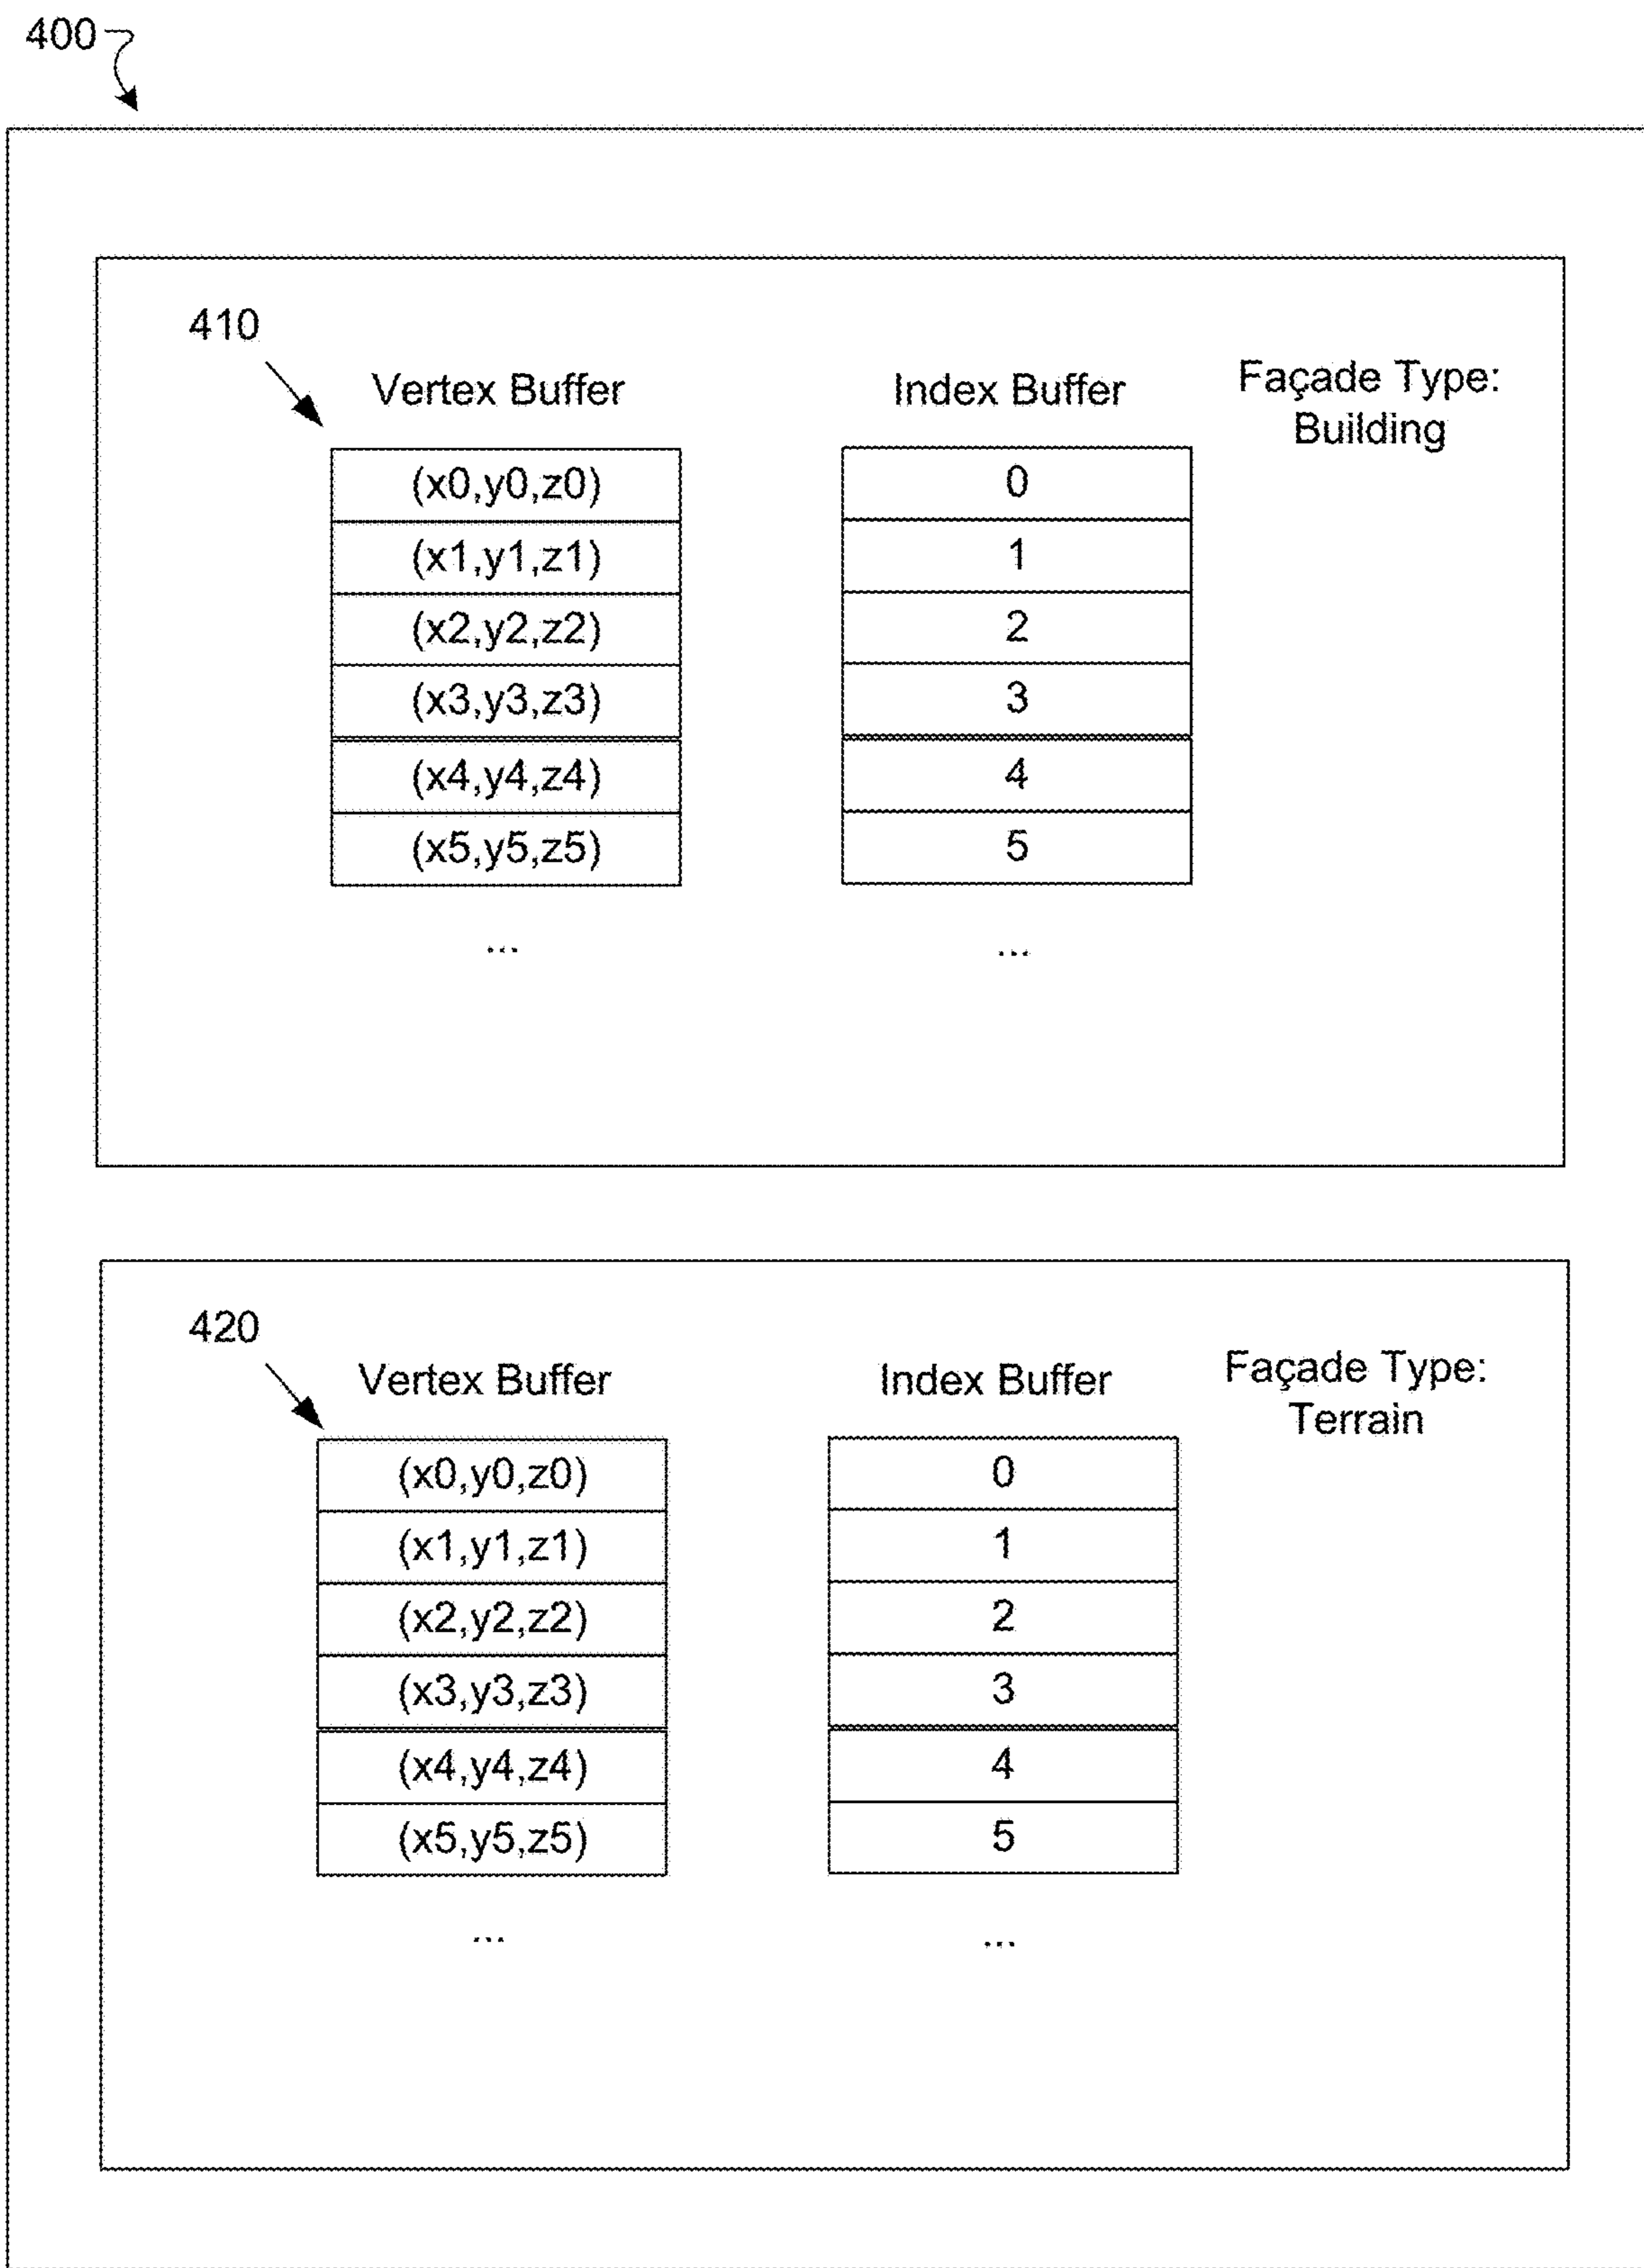 400
410
Vertex Buffer
Index Buffer
Façade Type:
Building
(x0,y0,z0)
0
(x1,y1,z1)
1
(x2,y2,z2)
2
(x3,y3,z3)
3
(x4,y4,z4)
4
(x5,y5,z5)
5
...
...
420
Vertex Buffer
Index Buffer
Façade Type:
Terrain
(x0,y0,z0)
0
(x1,y1,z1)
1
(x2,y2,z2)
2
(x3,y3,z3)
3
(x4,y4,z4)
4
(x5,y5,z5)
5
...
...